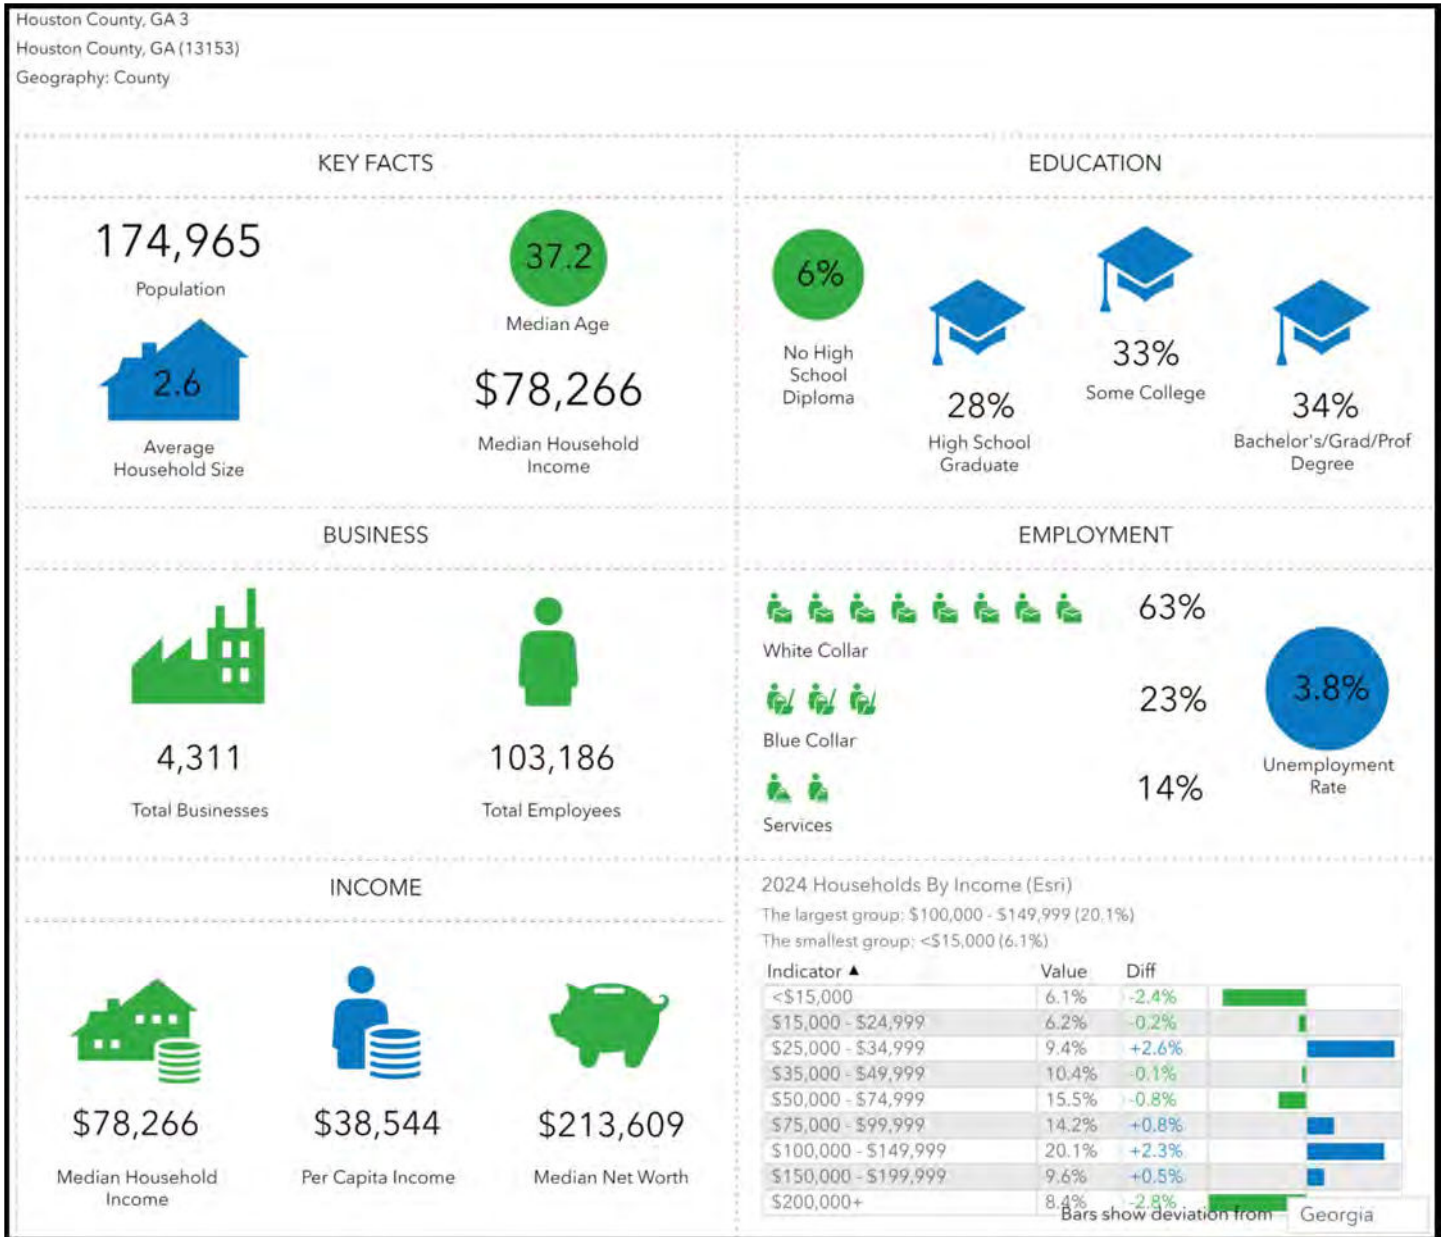 Houston County, GA 3
Houston County, GA (13153)
Geography: County
KEY FACTS
174,965
Population
37.2
Median Age
2.6
Average
Household Size
$78,266
Median Household
Income
EDUCATION
6%
No High
School
Diploma
28%
High School
Graduate
33%
Some College
34%
Bachelor's/Grad/Prof
Degree
BUSINESS
4,311
Total Businesses
103,186
Total Employees
EMPLOYMENT
63%
White Collar
23%
Blue Collar
14%
Services
3.8%
Unemployment
Rate
INCOME
$78,266
Median Household
Income
$38,544
Per Capita Income
$213,609
Median Net Worth
2024 Households By Income (Esri)
The largest group: $100,000 - $149,999 (20.1%)
The smallest group: <$15,000 (6.1%)
Indicator ▲ Value Diff
<$15,000 6.1% -2.4%
$15,000 - $24,999 6.2% -0.2%
$25,000 - $34,999 9.4% +2.6%
$35,000 - $49,999 10.4% -0.1%
$50,000 - $74,999 15.5% -0.8%
$75,000 - $99,999 14.2% +0.8%
$100,000 - $149,999 20.1% +2.3%
$150,000 - $199,999 9.6% +0.5%
$200,000+ 8.4% -2.8%
Bars show deviation from Georgia